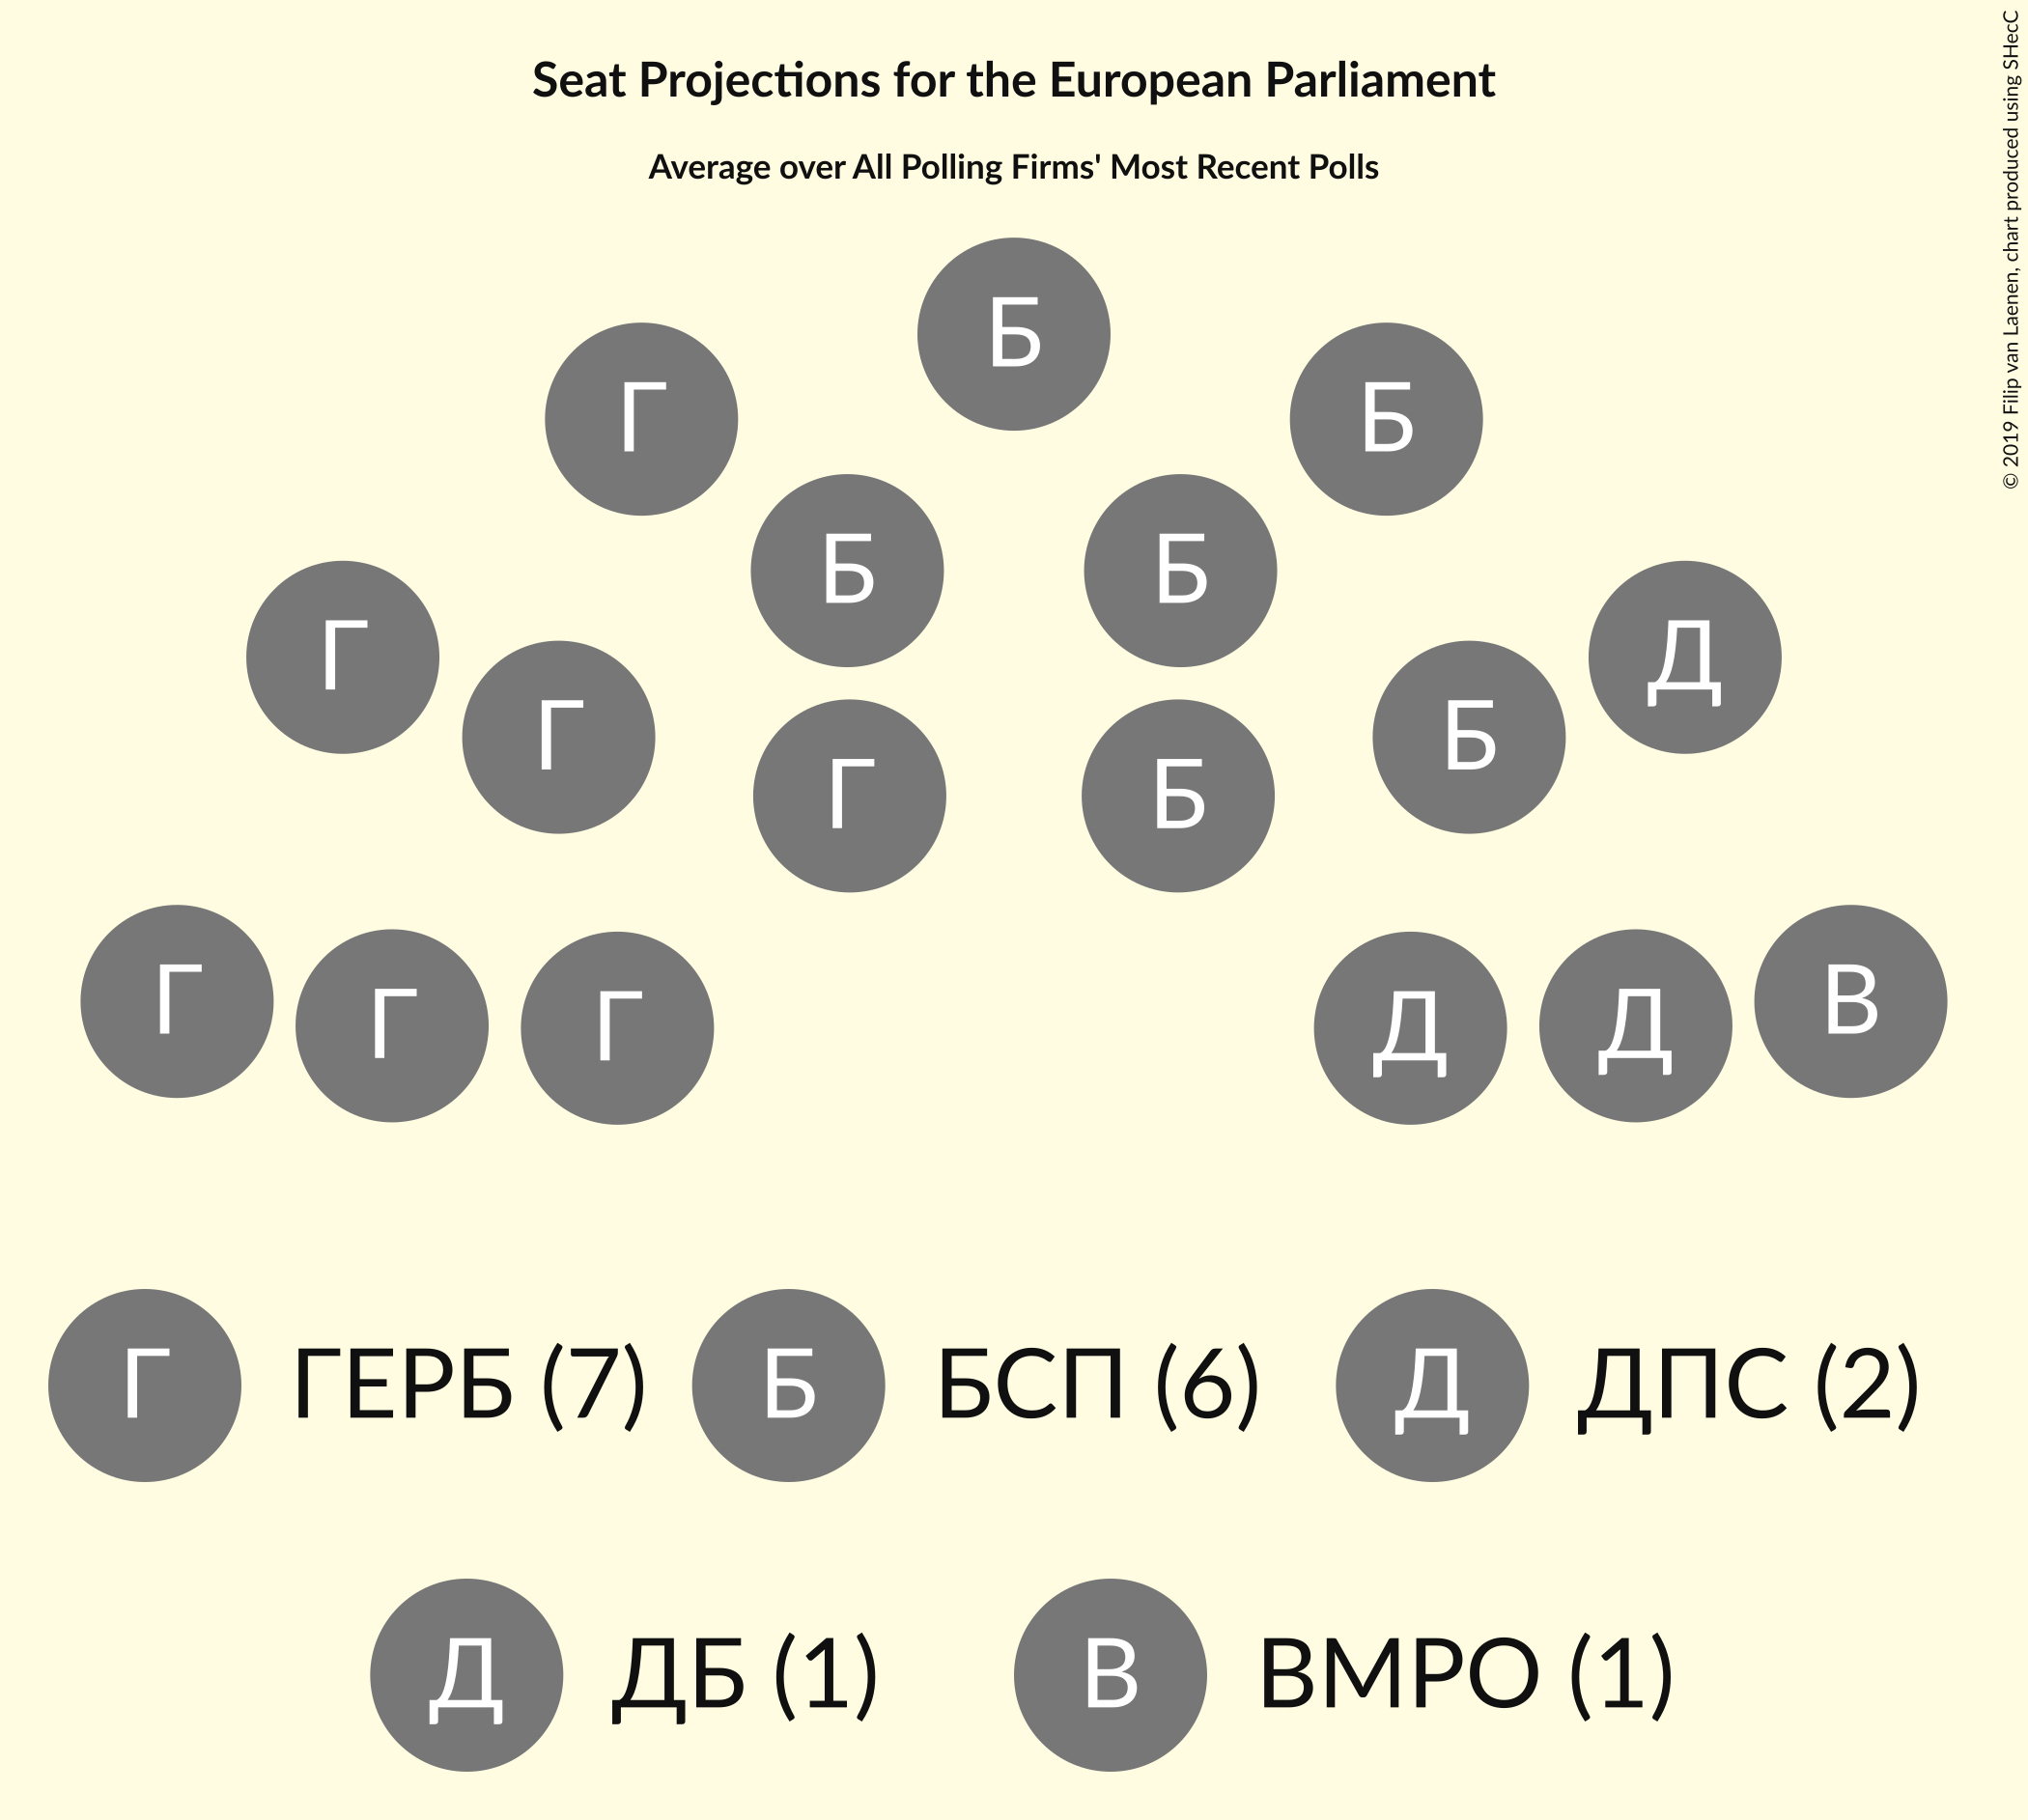 Seat Projections for the European Parliament
Average over All Polling Firms' Most Recent Polls
© 2019 Filip van Laenen, chart produced using SHecC
Б
Г Б
Б Б
Г Д
Г Б
Г Б
Г В
Г Д
Г Д
Г ГЕРБ (7) Б БСП (6) Д ДПС (2)
Д ДБ (1) В ВМРО (1)